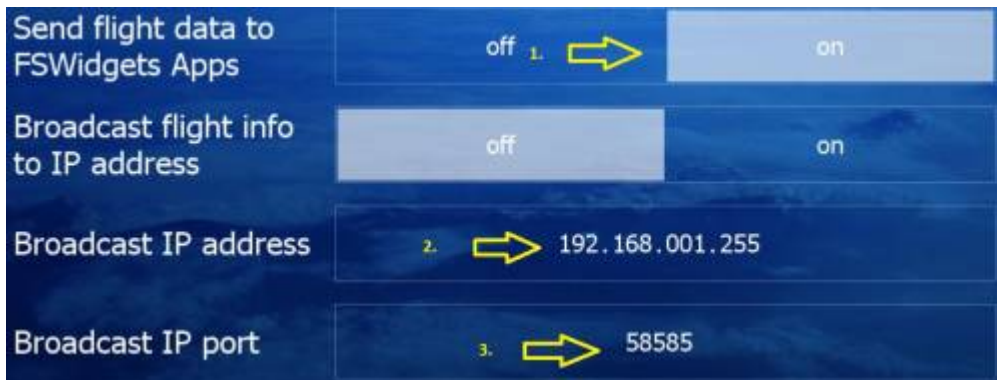 Send flight data to
FSWidgets Apps
off 1. on
Broadcast flight info
to IP address
off on
Broadcast IP address 2. 192.168.001.255
Broadcast IP port 3. 58585